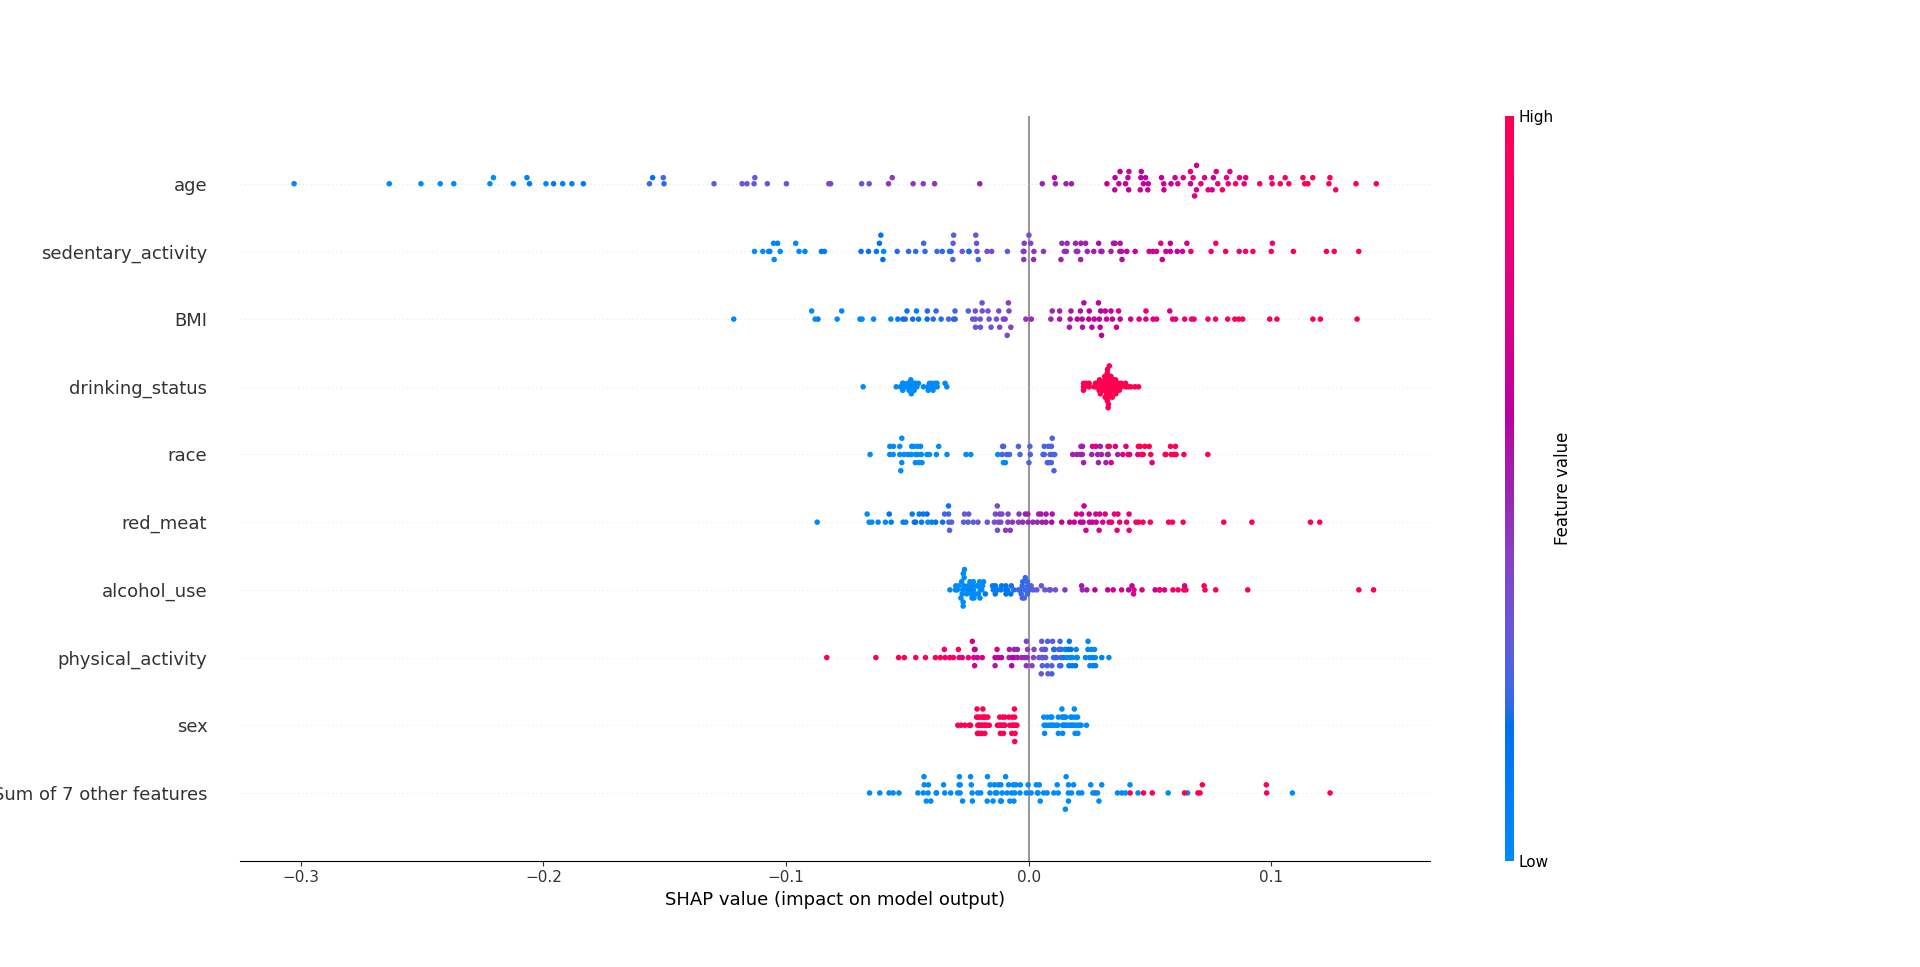 High
age
sedentary_activity
BMI
drinking_status
race
red_meat
alcohol_use
physical_activity
sex
Sum of 7 other features
Feature value
Low
−0.3 −0.2 −0.1 0.0 0.1
SHAP value (impact on model output)